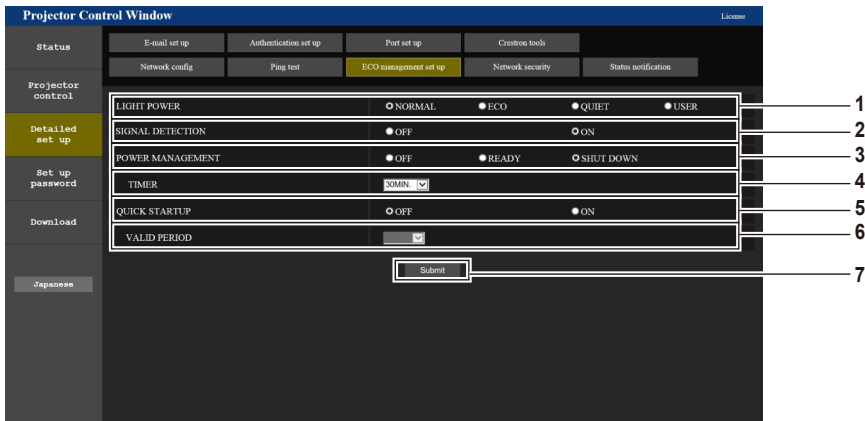 Projector Control Window License
Status
E-mail set up Authentication set up Port set up Crestron tools
Network config Ping test ECO management set up Network security Status notification
Projector
control
Detailed
set up
Set up
password
Download
Japanese
LIGHT POWER NORMAL ECO QUIET USER 1
SIGNAL DETECTION OFF ON 2
POWER MANAGEMENT OFF READY SHUT DOWN 3
TIMER 30MIN. 4
QUICK STARTUP OFF ON 5
VALID PERIOD 6
Submit 7